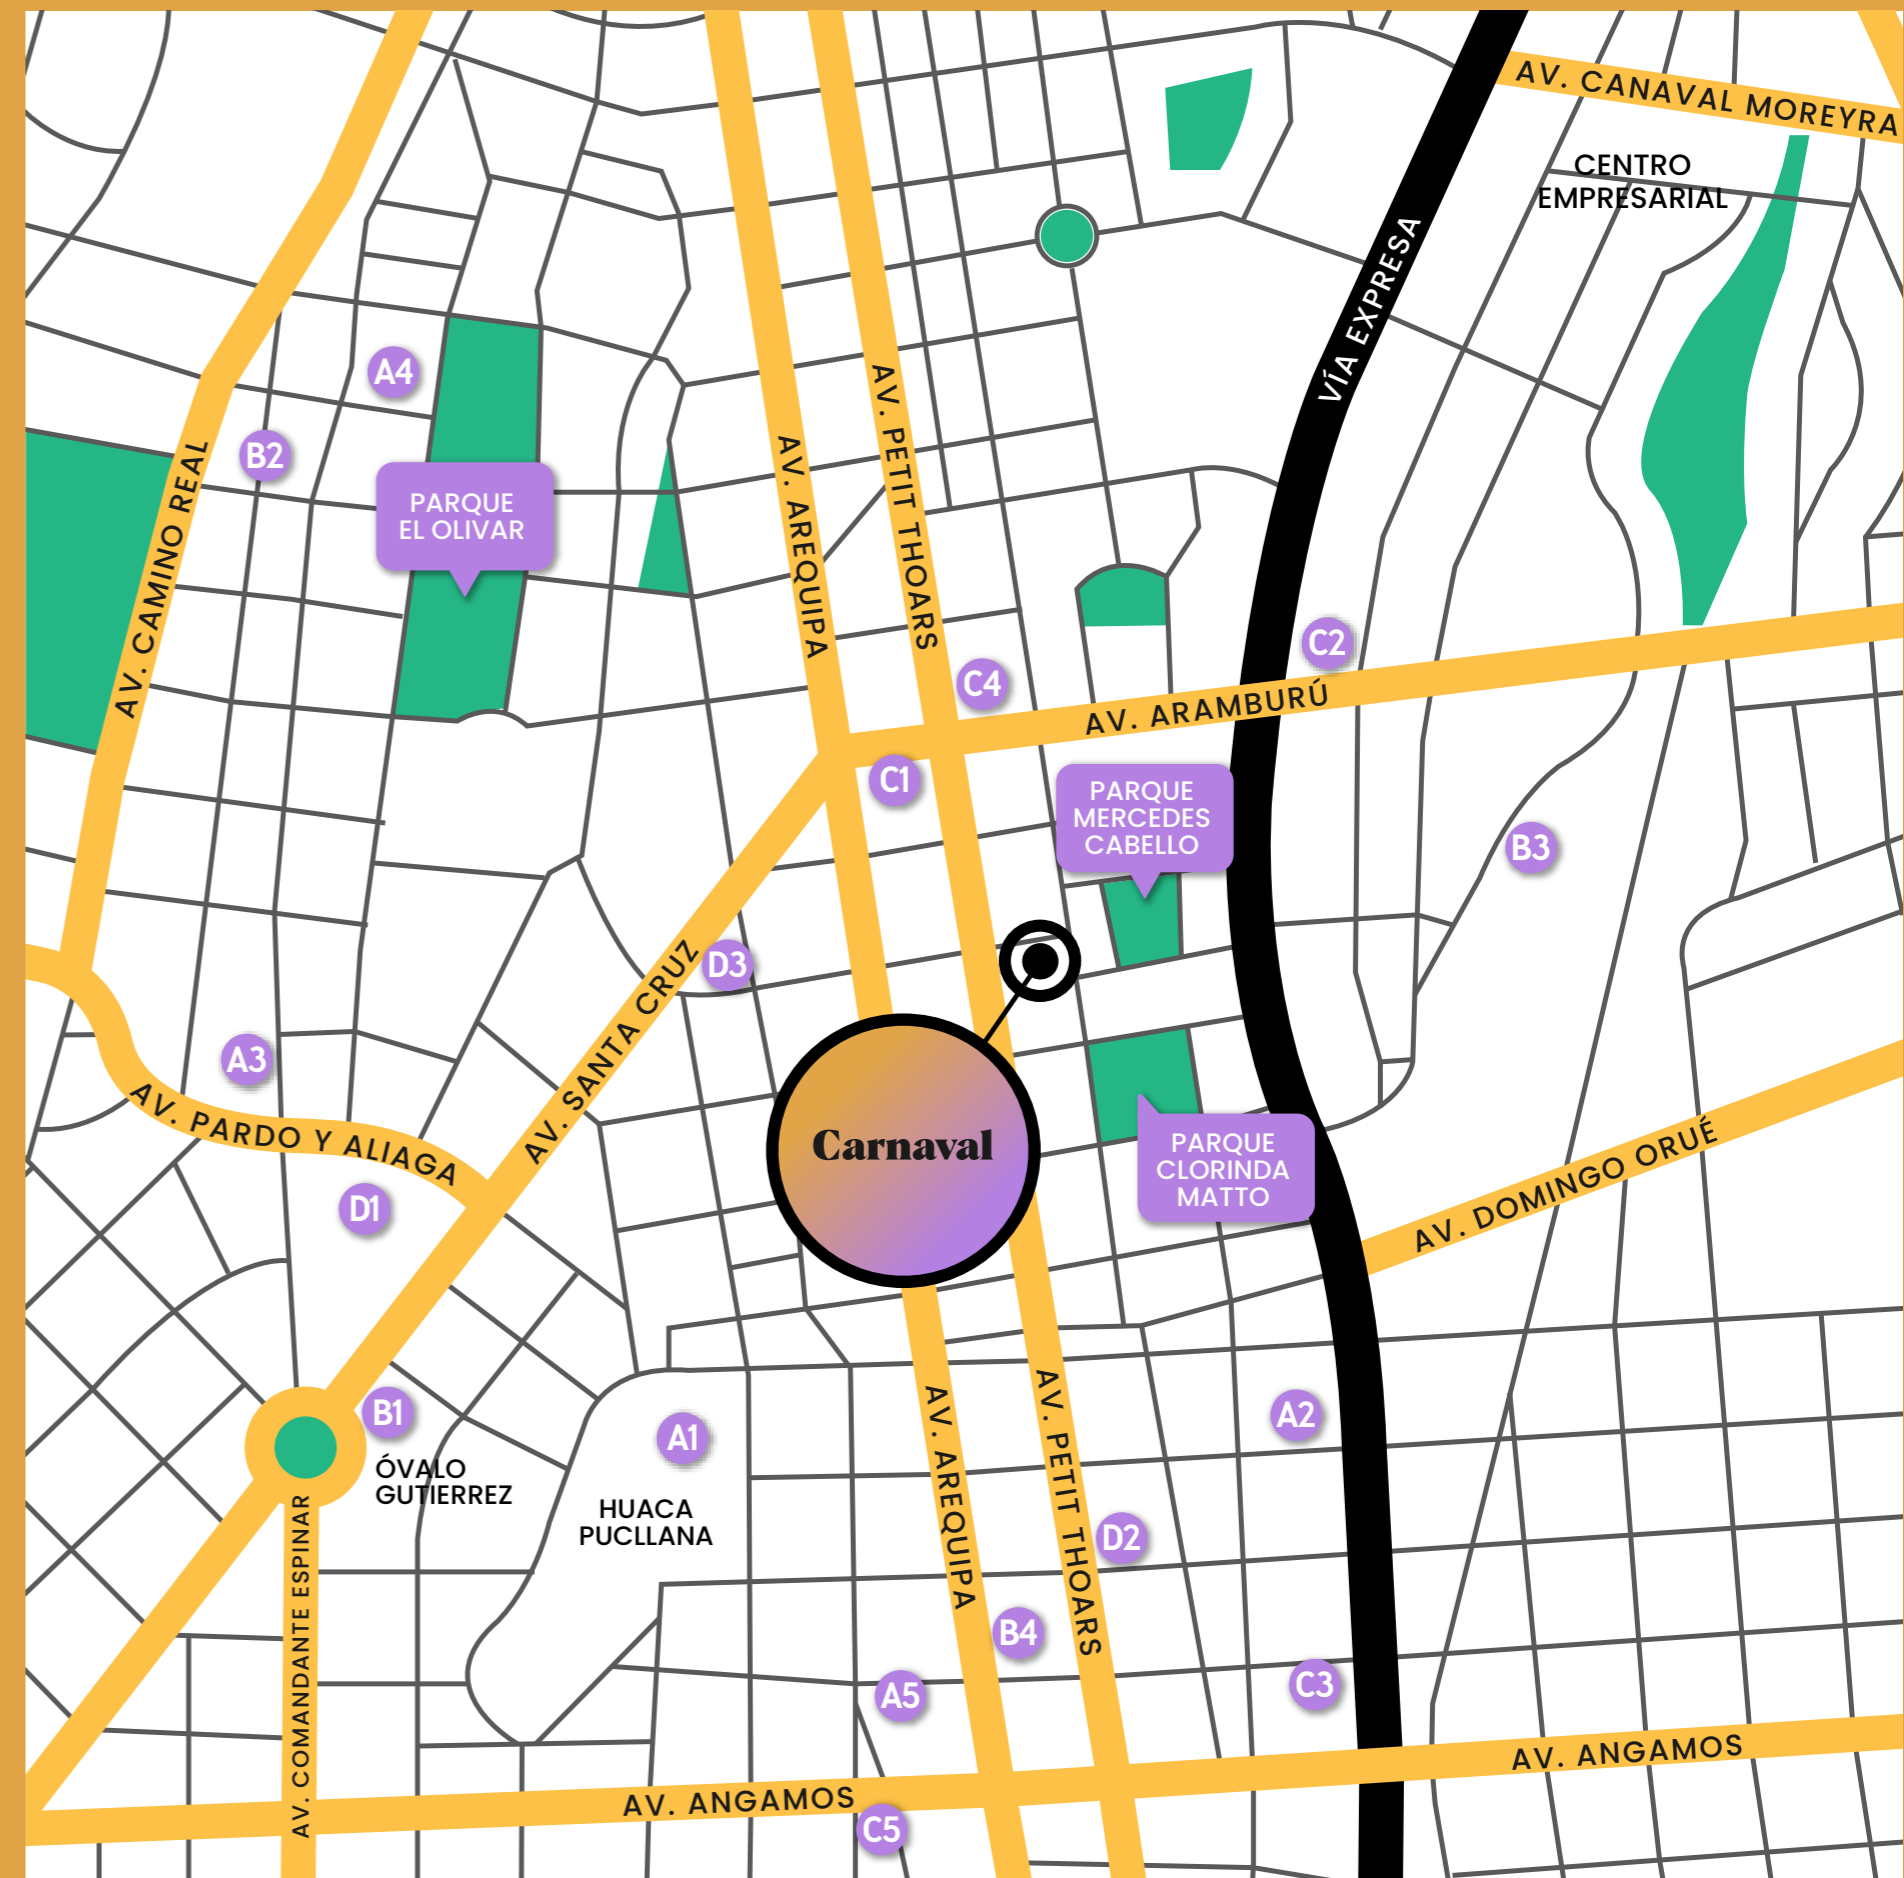 AV. CANAVAL MOREYRA
CENTRO
EMPRESARIAL
VÍA EXPRESA
A4
AV. PETIT THOARS
B2
AV. AREQUIPA
AV. CAMINO REAL
PARQUE
EL OLIVAR
C2
C4
AV. ARAMBURÚ
C1
PARQUE
MERCEDES
CABELLO
B3
D3
AV. SANTA CRUZ
A3
AV. PARDO Y ALIAGA
Carnaval
PARQUE
CLORINDA
MATTO
AV. DOMINGO ORUÉ
D1
B1
ÓVALO
GUTIERREZ
A1
HUACA
PUCLLANA
AV. AREQUIPA
AV. PETIT THOARS
A2
D2
AV. COMANDANTE ESPINAR
B4
A5
C3
AV. ANGAMOS
AV. ANGAMOS
C5